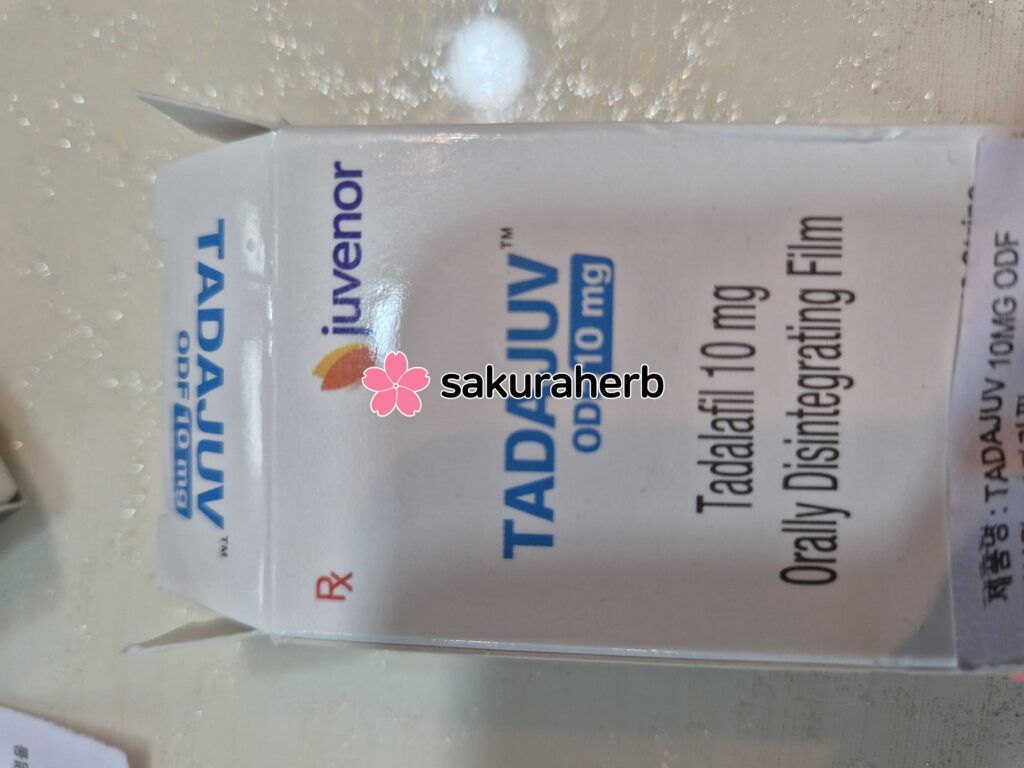 TADAJUV™
ODF 10 mg
Rx
juvenor
TADAJUV™
10 mg
Tadalafil 10 mg
Orally Disintegrating Film
제품명 : TADAJUV 10MG ODF
sakuraherb